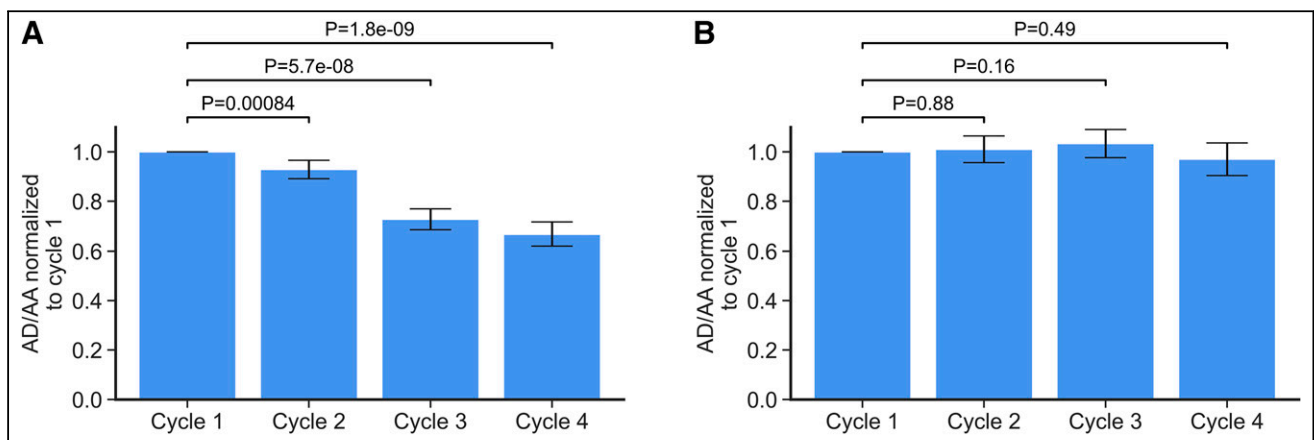 A
P=1.8e-09
P=5.7e-08
P=0.00084
AD/AA normalized
to cycle 1
1.0
0.8
0.6
0.4
0.2
0.0
Cycle 1 Cycle 2 Cycle 3 Cycle 4
B
P=0.49
P=0.16
P=0.88
AD/AA normalized
to cycle 1
1.0
0.8
0.6
0.4
0.2
0.0
Cycle 1 Cycle 2 Cycle 3 Cycle 4